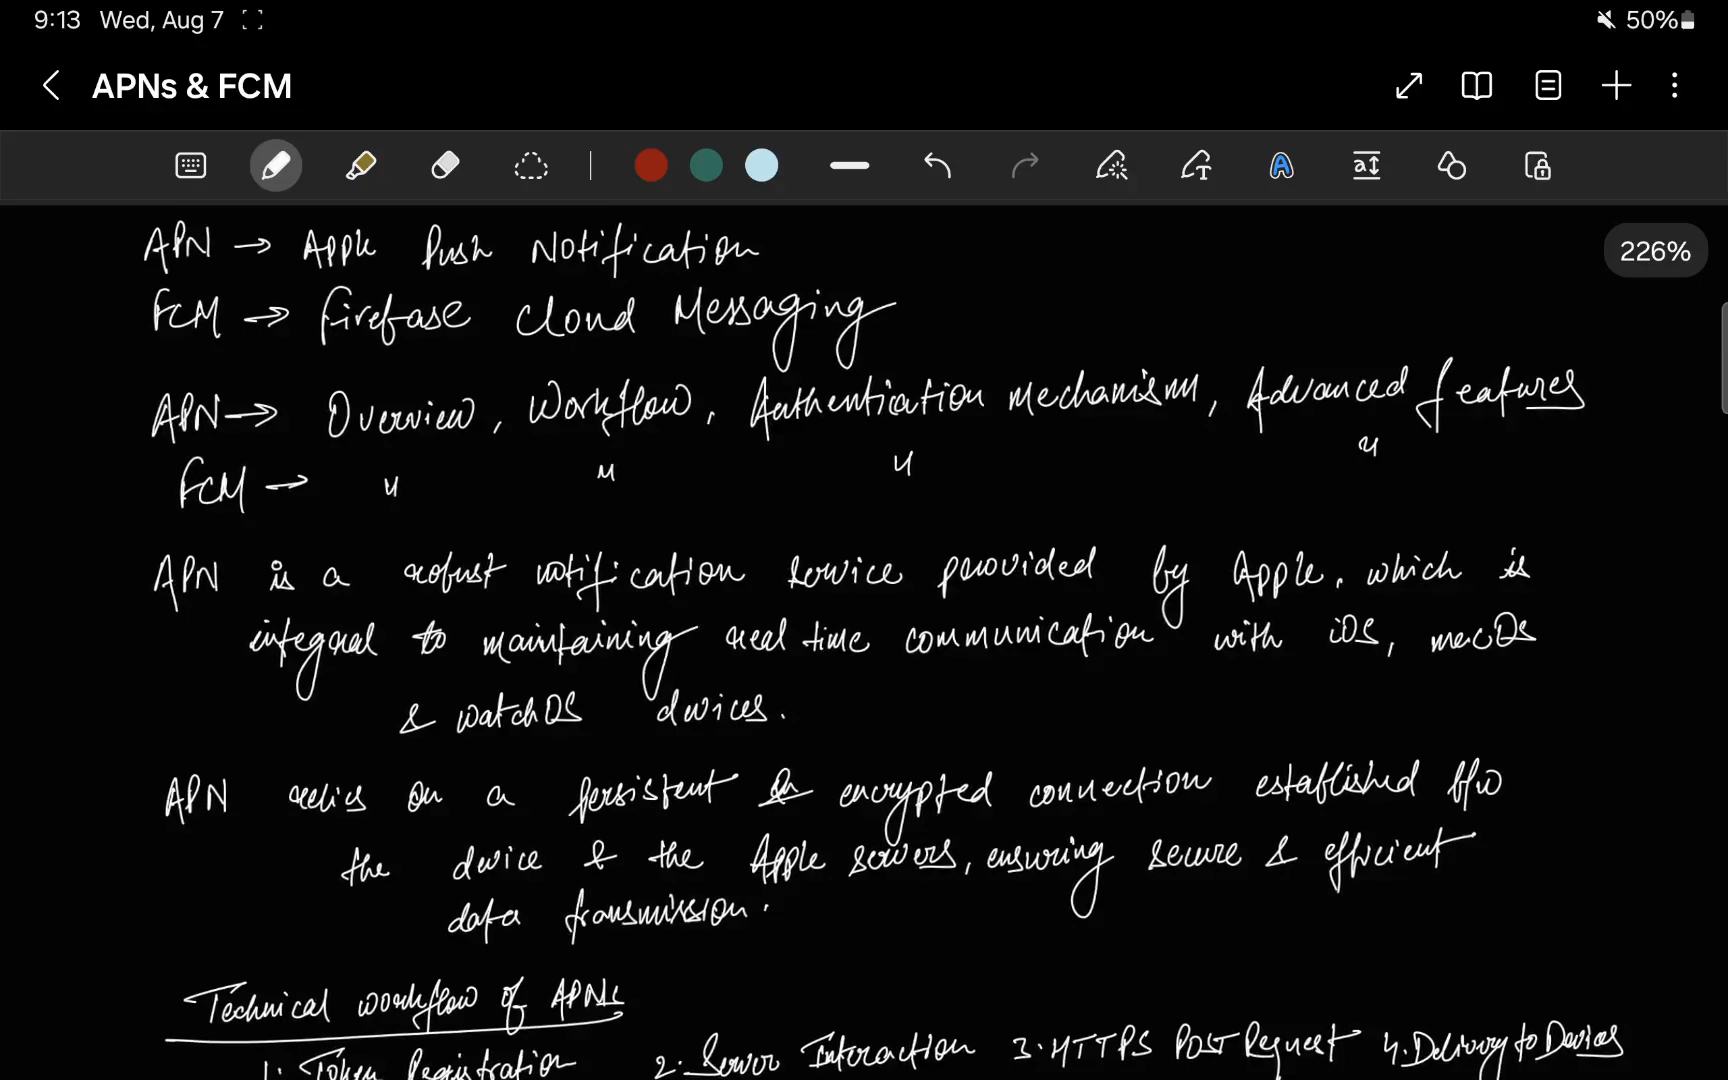 9:13 Wed, Aug 7 50%
APNs & FCM
226%
APN → Apple Push Notification
FCM → Firebase Cloud Messaging
APN → Overview, Workflow, Authentication mechanism, Advanced features
FCM → " " " "
APN is a robust notification service provided by Apple, which is
integral to maintaining real time communication with iOS, macOS
& watchOS devices.
APN relies on a persistent & encrypted connection established b/w
the device & the Apple servers, ensuring secure & efficient
data transmission.
Technical workflow of APNs
1. Token Registration 2. Server Interaction 3. HTTPS POST Request 4. Delivery to Devices